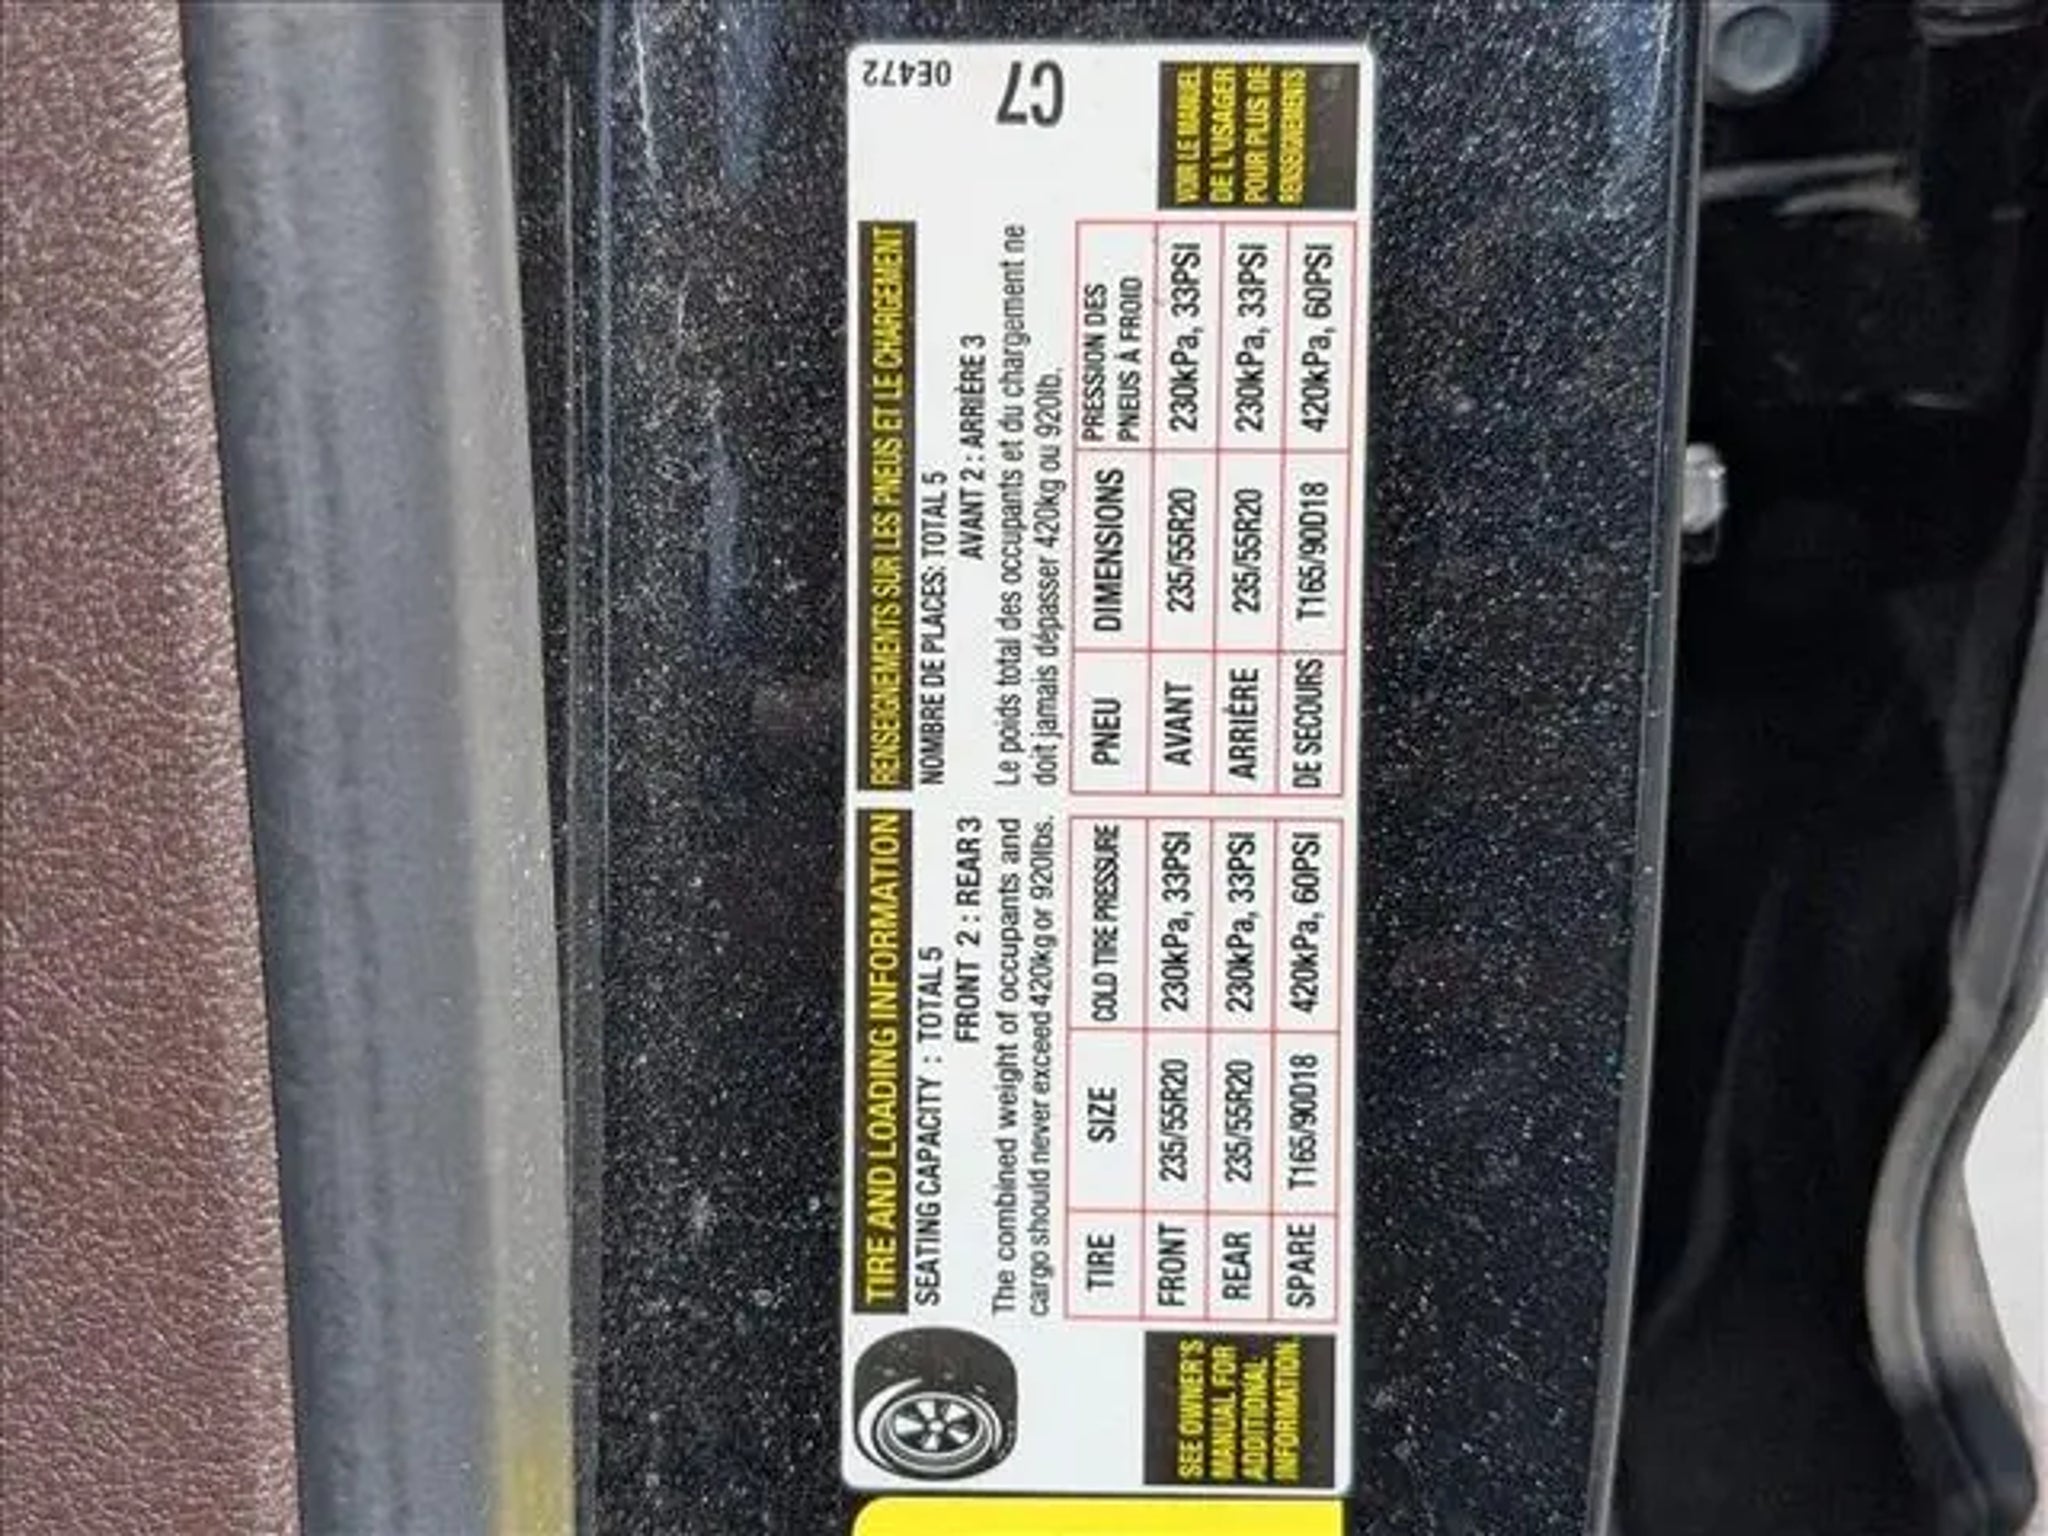 TIRE AND LOADING INFORMATION
SEATING CAPACITY : TOTAL 5
FRONT 2 : REAR 3
The combined weight of occupants and
cargo should never exceed 420kg or 920lbs.
TIRE SIZE COLD TIRE PRESSURE
FRONT 235/55R20 230kPa, 33PSI
REAR 235/55R20 230kPa, 33PSI
SPARE T165/90D18 420kPa, 60PSI
SEE OWNER'S
MANUAL FOR
ADDITIONAL
INFORMATION.
RENSEIGNEMENTS SUR LES PNEUS ET LE CHARGEMENT
NOMBRE DE PLACES: TOTAL 5
AVANT 2 : ARRIÈRE 3
Le poids total des occupants et du chargement ne
doit jamais dépasser 420kg ou 920lb.
PNEU DIMENSIONS PRESSION DES
PNEUS À FROID
AVANT 235/55R20 230kPa, 33PSI
ARRIÈRE 235/55R20 230kPa, 33PSI
DE SECOURS T165/90D18 420kPa, 60PSI
VOIR LE MANUEL
DE L'USAGER
POUR PLUS DE
RENSEIGNEMENTS
0E472
C7